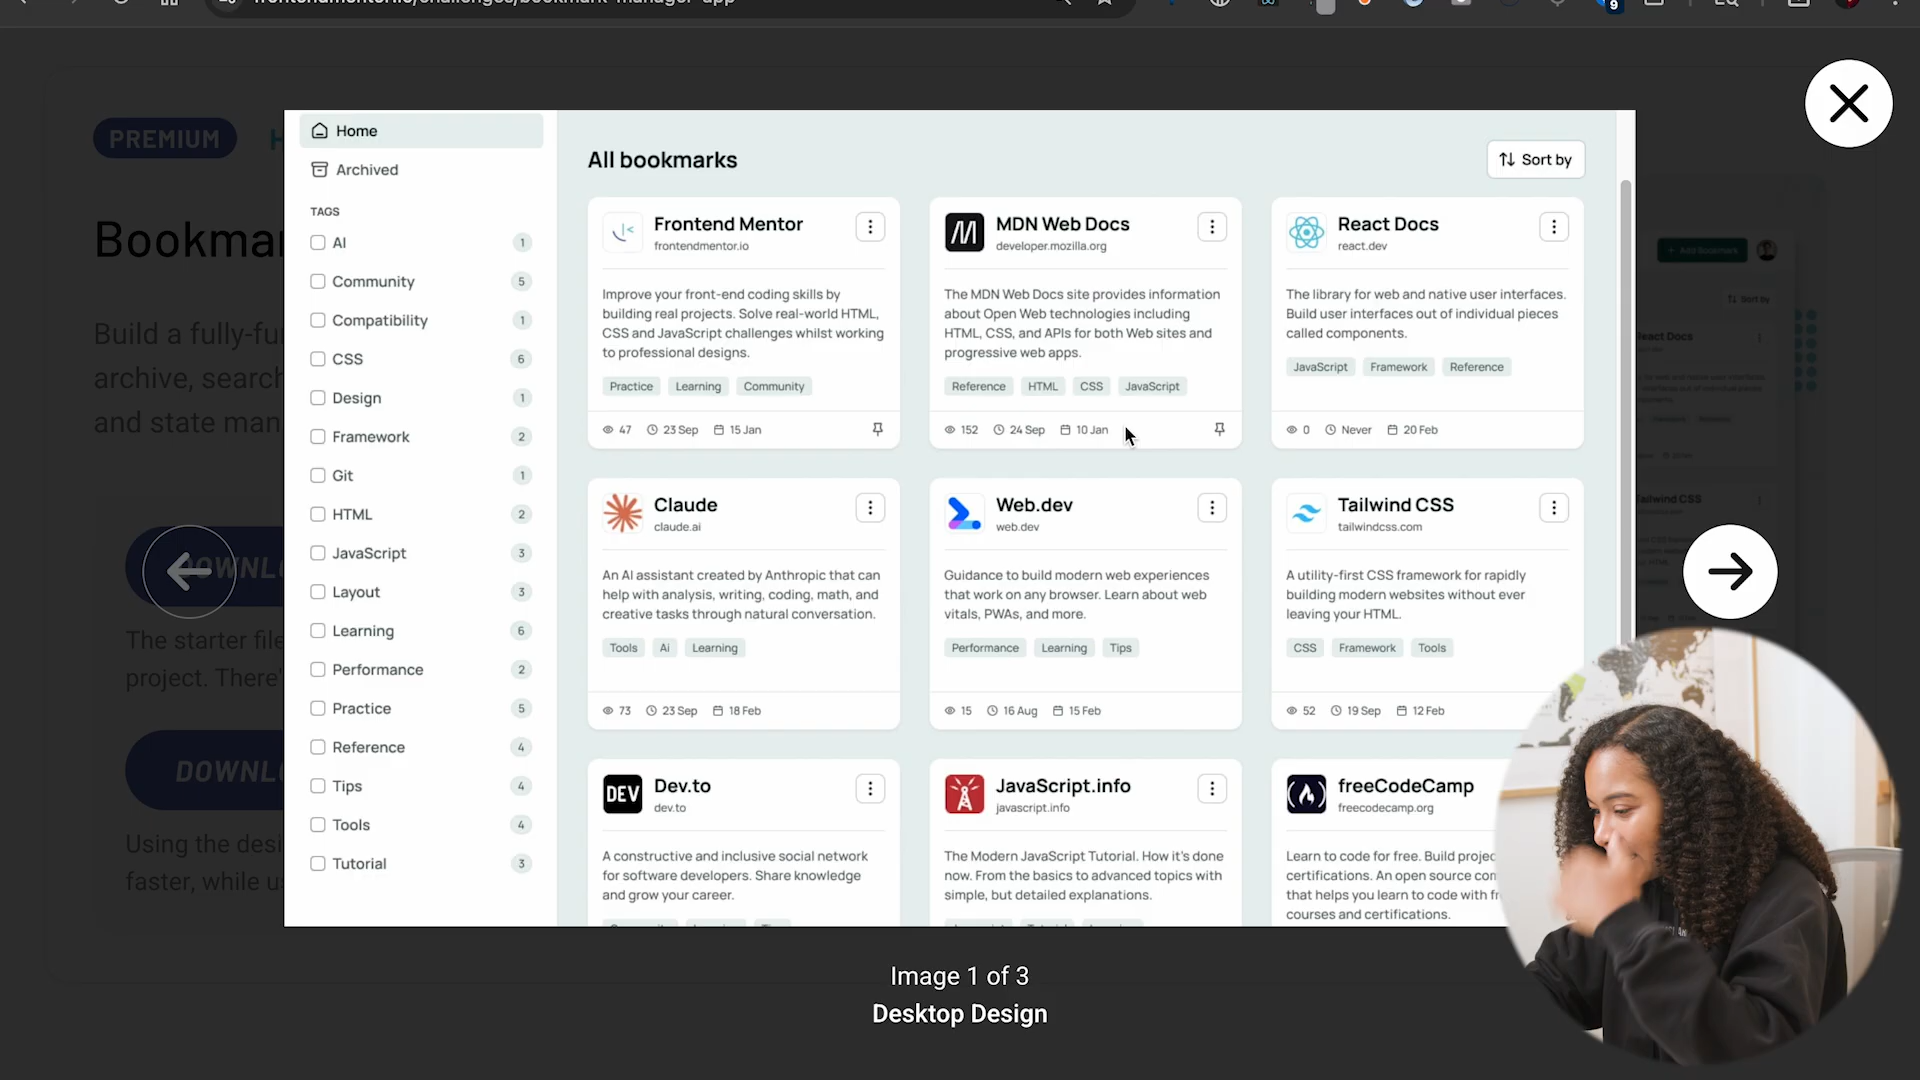 PREMIUM
Home
Archived
TAGS
AI 1
Community 5
Compatibility 1
CSS 6
Design 1
Framework 2
Git 1
HTML 2
JavaScript 3
Layout 3
Learning 6
Performance 2
Practice 5
Reference 4
Tips 4
Tools 4
Tutorial 3
All bookmarks
Sort by
Frontend Mentor
frontendmentor.io
Improve your front-end coding skills by
building real projects. Solve real-world HTML,
CSS and JavaScript challenges whilst working
to professional designs.
Practice Learning Community
47 23 Sep 15 Jan
MDN Web Docs
developer.mozilla.org
The MDN Web Docs site provides information
about Open Web technologies including
HTML, CSS, and APIs for both Web sites and
progressive web apps.
Reference HTML CSS JavaScript
152 24 Sep 10 Jan
React Docs
react.dev
The library for web and native user interfaces.
Build user interfaces out of individual pieces
called components.
JavaScript Framework Reference
0 Never 20 Feb
Claude
claude.ai
An AI assistant created by Anthropic that can
help with analysis, writing, coding, math, and
creative tasks through natural conversation.
Tools Ai Learning
73 23 Sep 18 Feb
Web.dev
web.dev
Guidance to build modern web experiences
that work on any browser. Learn about web
vitals, PWAs, and more.
Performance Learning Tips
15 16 Aug 15 Feb
Tailwind CSS
tailwindcss.com
A utility-first CSS framework for rapidly
building modern websites without ever
leaving your HTML.
CSS Framework Tools
52 19 Sep 12 Feb
DEV
Dev.to
dev.to
A constructive and inclusive social network
for software developers. Share knowledge
and grow your career.
JavaScript.info
javascript.info
The Modern JavaScript Tutorial. How it's done
now. From the basics to advanced topics with
simple, but detailed explanations.
freeCodeCamp
freecodecamp.org
Learn to code for free. Build
certifications. An open source
that helps you learn to code with
courses and certifications.
Build a fully-
archive,
and state
The starter
project.
Using the
faster, while
+ Add Bookmark
Sort by
React Docs
Tailwind CSS
9
Image 1 of 3
Desktop Design